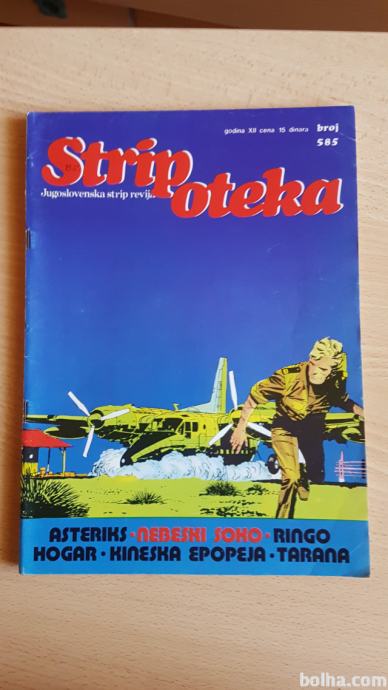 godina XII cena 15 dinara broj
585
Strip
oteka
Jugoslovenska strip revija
ASTERIKS · NEBESKI SOKO · RINGO
HOGAR · KINESKA EPOPEJA · TARANA
bolha.com